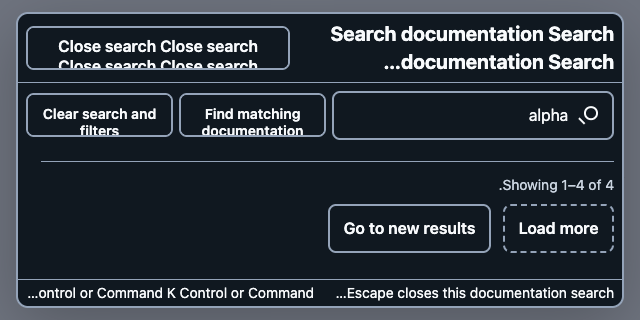 Search documentation Search
...documentation Search
Close search Close search
Close search Close search
alpha
Find matching
documentation
Clear search and
filters
.Showing 1–4 of 4
Load more
Go to new results
...Escape closes this documentation search
...ontrol or Command K Control or Command